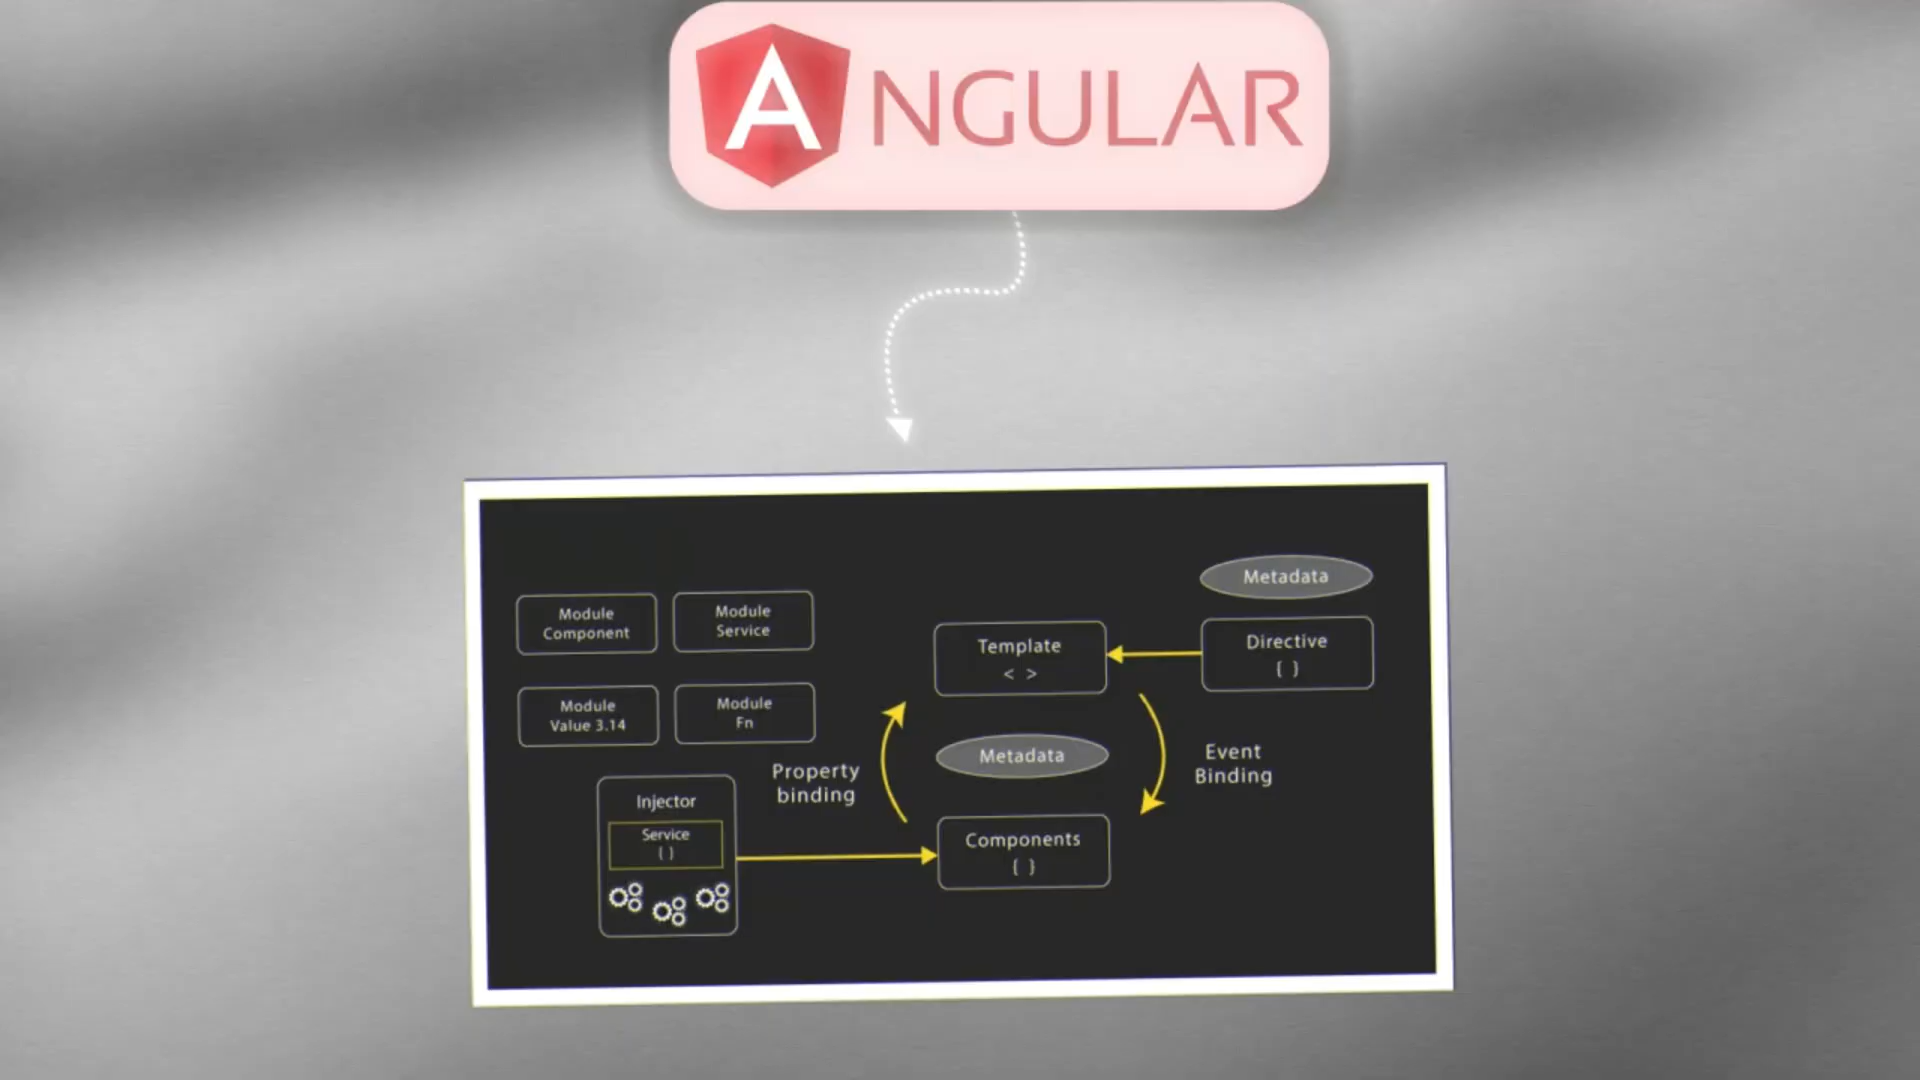 ANGULAR
Metadata
Module
Component
Module
Service
Template
< >
Directive
{ }
Module
Value 3.14
Module
Fn
Property
binding
Metadata
Event
Binding
Injector
Service
{ }
Components
{ }